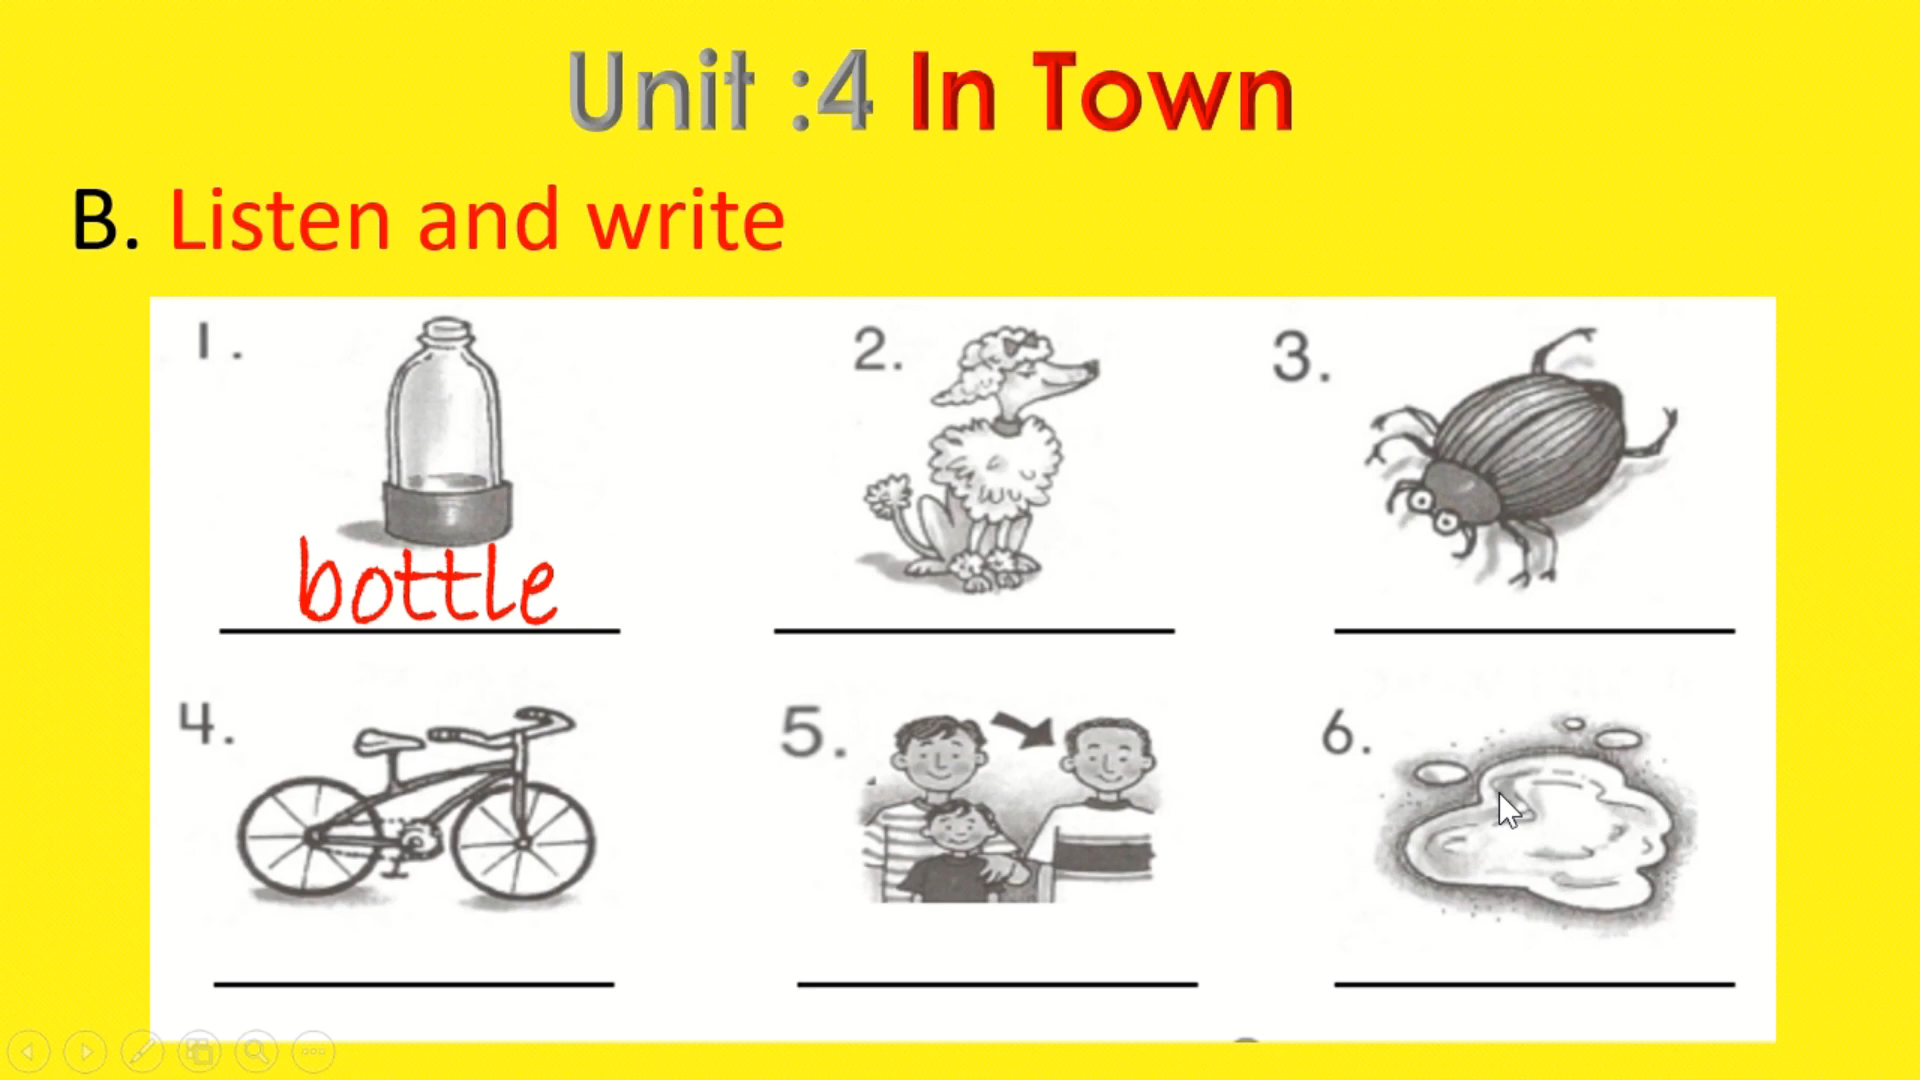 Unit :4 In Town
B. Listen and write
1.
2.
3.
bottle
4.
5.
6.